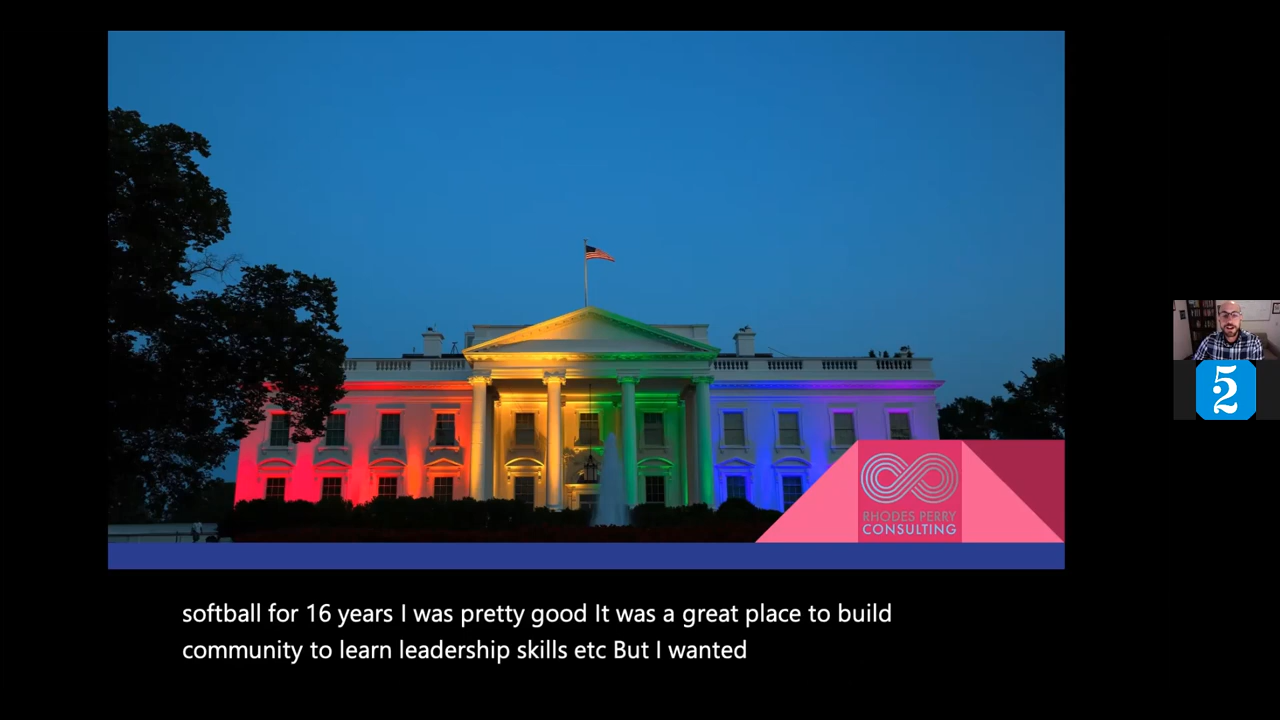 RHODES PERRY
CONSULTING
5
softball for 16 years I was pretty good It was a great place to build
community to learn leadership skills etc But I wanted